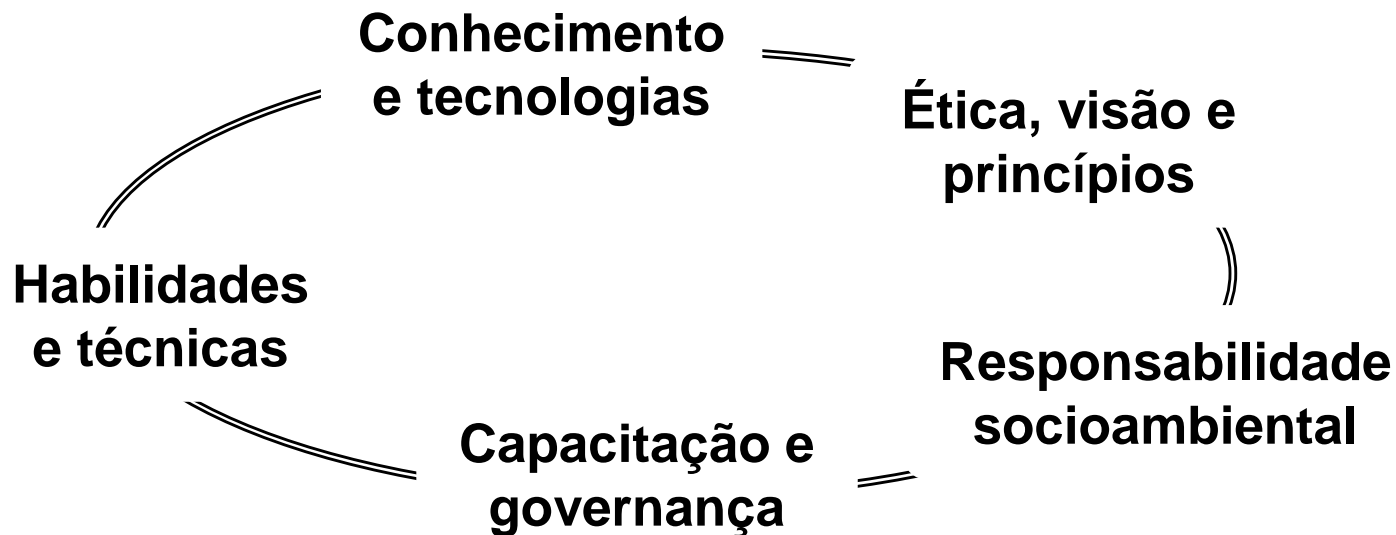 Conhecimento
e tecnologias
Ética, visão e
princípios
Responsabilidade
socioambiental
Capacitação e
governança
Habilidades
e técnicas